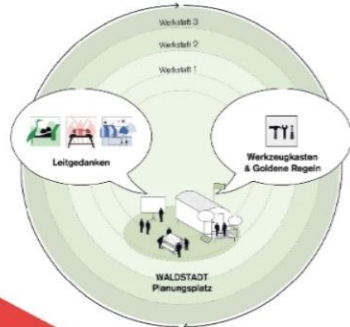 Werkstatt 3
Werkstatt 2
Werkstatt 1
Leitgedanken
Werkzeugkasten
& Goldene Regeln
WALDSTADT
Planungsplatz